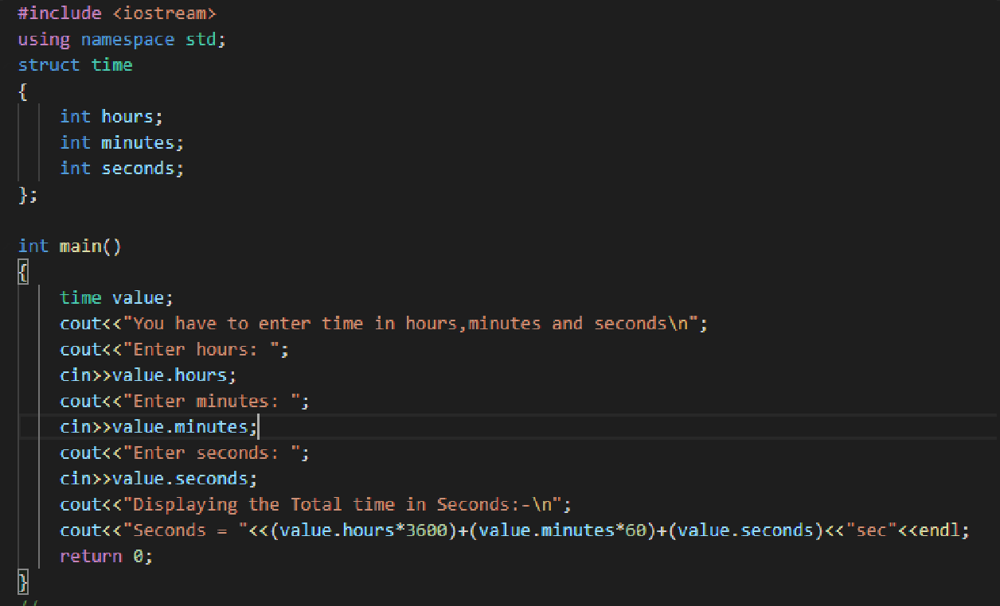 #include <iostream>
using namespace std;
struct time
{
    int hours;
    int minutes;
    int seconds;
};

int main()
{
    time value;
    cout<<"You have to enter time in hours,minutes and seconds\n";
    cout<<"Enter hours: ";
    cin>>value.hours;
    cout<<"Enter minutes: ";
    cin>>value.minutes;
    cout<<"Enter seconds: ";
    cin>>value.seconds;
    cout<<"Displaying the Total time in Seconds:-\n";
    cout<<"Seconds = "<<(value.hours*3600)+(value.minutes*60)+(value.seconds)<<"sec"<<endl;
    return 0;
}
//